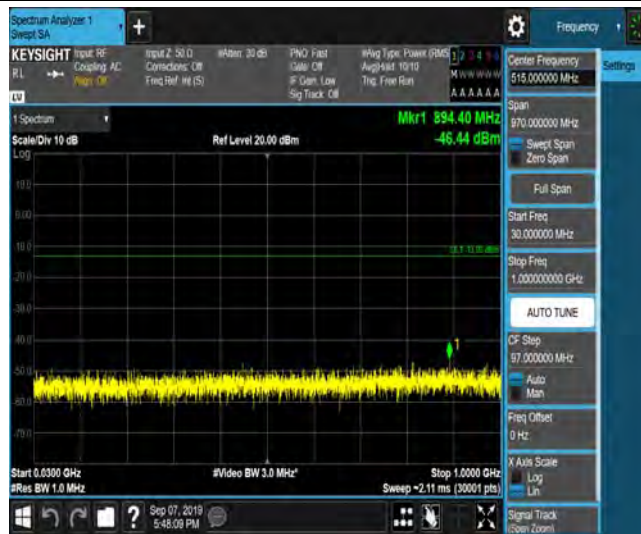 Spectrum Analyzer 1
Swept SA
+
Frequency
KEYSIGHT Input: RF
RL
Coupling: AC
Align: Off
LV
Input Z: 50 Ω
Corrections: Off
Freq Ref: Int (S)
#Atten: 30 dB
PNO: Fast
Gate: Off
IF Gain: Low
Sig Track: Off
#Avg Type: Power (RMS
Avg|Hold: 10/10
Trig: Free Run
1 2 3 4 5 6
M W W W W W
A A A A A A
1 Spectrum
Scale/Div 10 dB
Log
Ref Level 20.00 dBm
Mkr1 894.40 MHz
-46.44 dBm
10.0
0.00
-10.0
-20.0
-30.0
-40.0
-50.0
-60.0
-70.0
DL1 -13.00 dBm
1
Start 0.0300 GHz
#Res BW 1.0 MHz
#Video BW 3.0 MHz*
Stop 1.0000 GHz
Sweep ~2.11 ms (30001 pts)
Center Frequency
515.000000 MHz
Settings
Span
970.000000 MHz
Swept Span
Zero Span
Full Span
Start Freq
30.000000 MHz
Stop Freq
1.000000000 GHz
AUTO TUNE
CF Step
97.000000 MHz
Auto
Man
Freq Offset
0 Hz
X Axis Scale
Log
Lin
Signal Track
(Span Zoom)
?
Sep 07, 2019
5:48:09 PM